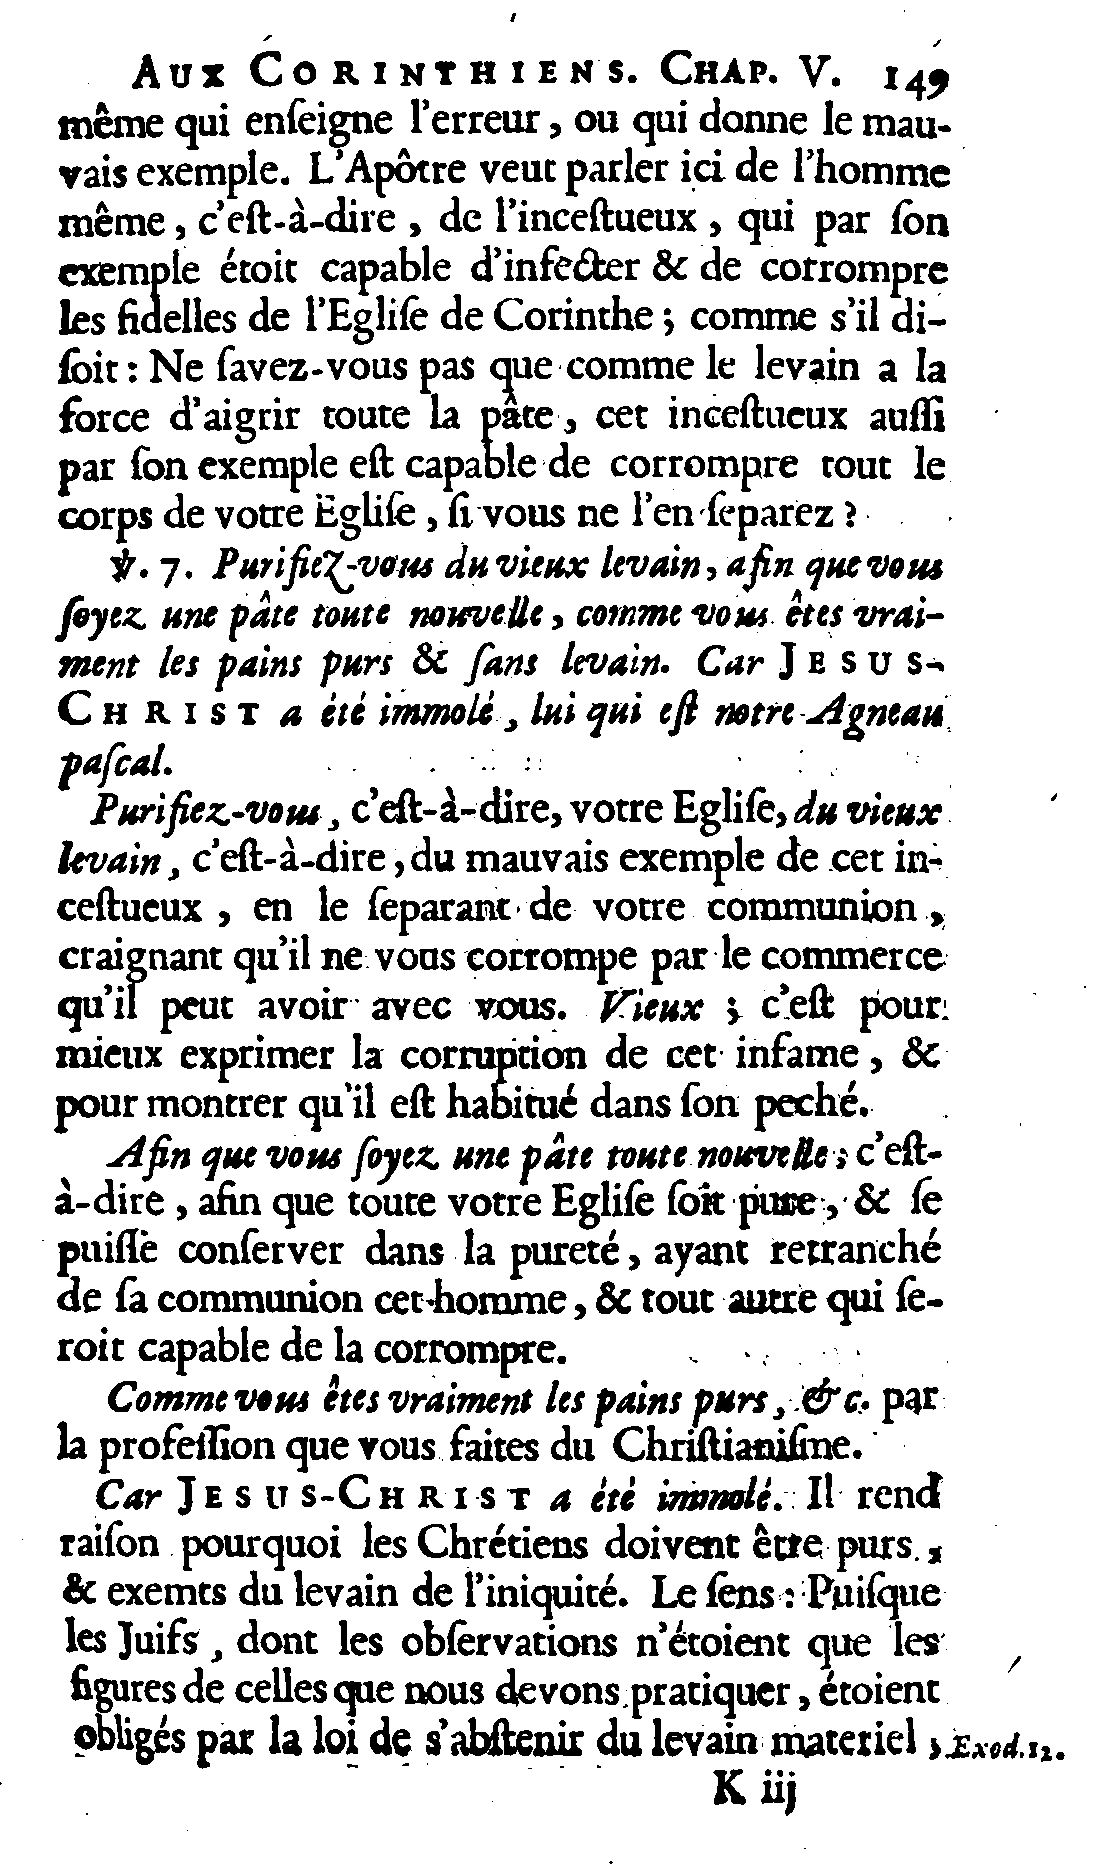 AUX CORINTHIENS. CHAP. V. 149
même qui enſeigne l'erreur, ou qui donne le mau-
vais exemple. L'Apôtre veut parler ici de l'homme
même, c'eſt-à-dire, de l'inceſtueux, qui par ſon
exemple étoit capable d'infecter & de corrompre
les fidelles de l'Egliſe de Corinthe; comme s'il di-
ſoit: Ne ſavez-vous pas que comme le levain a la
force d'aigrir toute la pâte, cet inceſtueux auſſi
par ſon exemple eſt capable de corrompre tout le
corps de votre Egliſe, ſi vous ne l'en ſeparez?
℣. 7. Purifiez-vous du vieux levain, afin que vous
ſoyez une pâte toute nouvelle, comme vous êtes vrai-
ment les pains purs & ſans levain. Car JESUS-
CHRIST a été immolé, lui qui eſt notre Agneau
paſcal.
Purifiez-vous, c'eſt-à-dire, votre Egliſe, du vieux
levain, c'eſt-à-dire, du mauvais exemple de cet in-
ceſtueux, en le ſeparant de votre communion,
craignant qu'il ne vous corrompe par le commerce
qu'il peut avoir avec vous. Vieux; c'eſt pour
mieux exprimer la corruption de cet infame, &
pour montrer qu'il eſt habitué dans ſon peché.
Afin que vous ſoyez une pâte toute nouvelle; c'eſt-
à-dire, afin que toute votre Egliſe ſoit pure, & ſe
puiſſe conſerver dans la pureté, ayant retranché
de ſa communion cet homme, & tout autre qui ſe-
roit capable de la corrompre.
Comme vous êtes vraiment les pains purs, &c. par
la profeſſion que vous faites du Chriſtianiſme.
Car JESUS-CHRIST a été immolé. Il rend
raiſon pourquoi les Chrétiens doivent être purs,
& exemts du levain de l'iniquité. Le ſens: Puiſque
les Juifs, dont les obſervations n'étoient que les
figures de celles que nous devons pratiquer, étoient
obligés par la loi de s'abſtenir du levain materiel; Exod. 12.
K iij